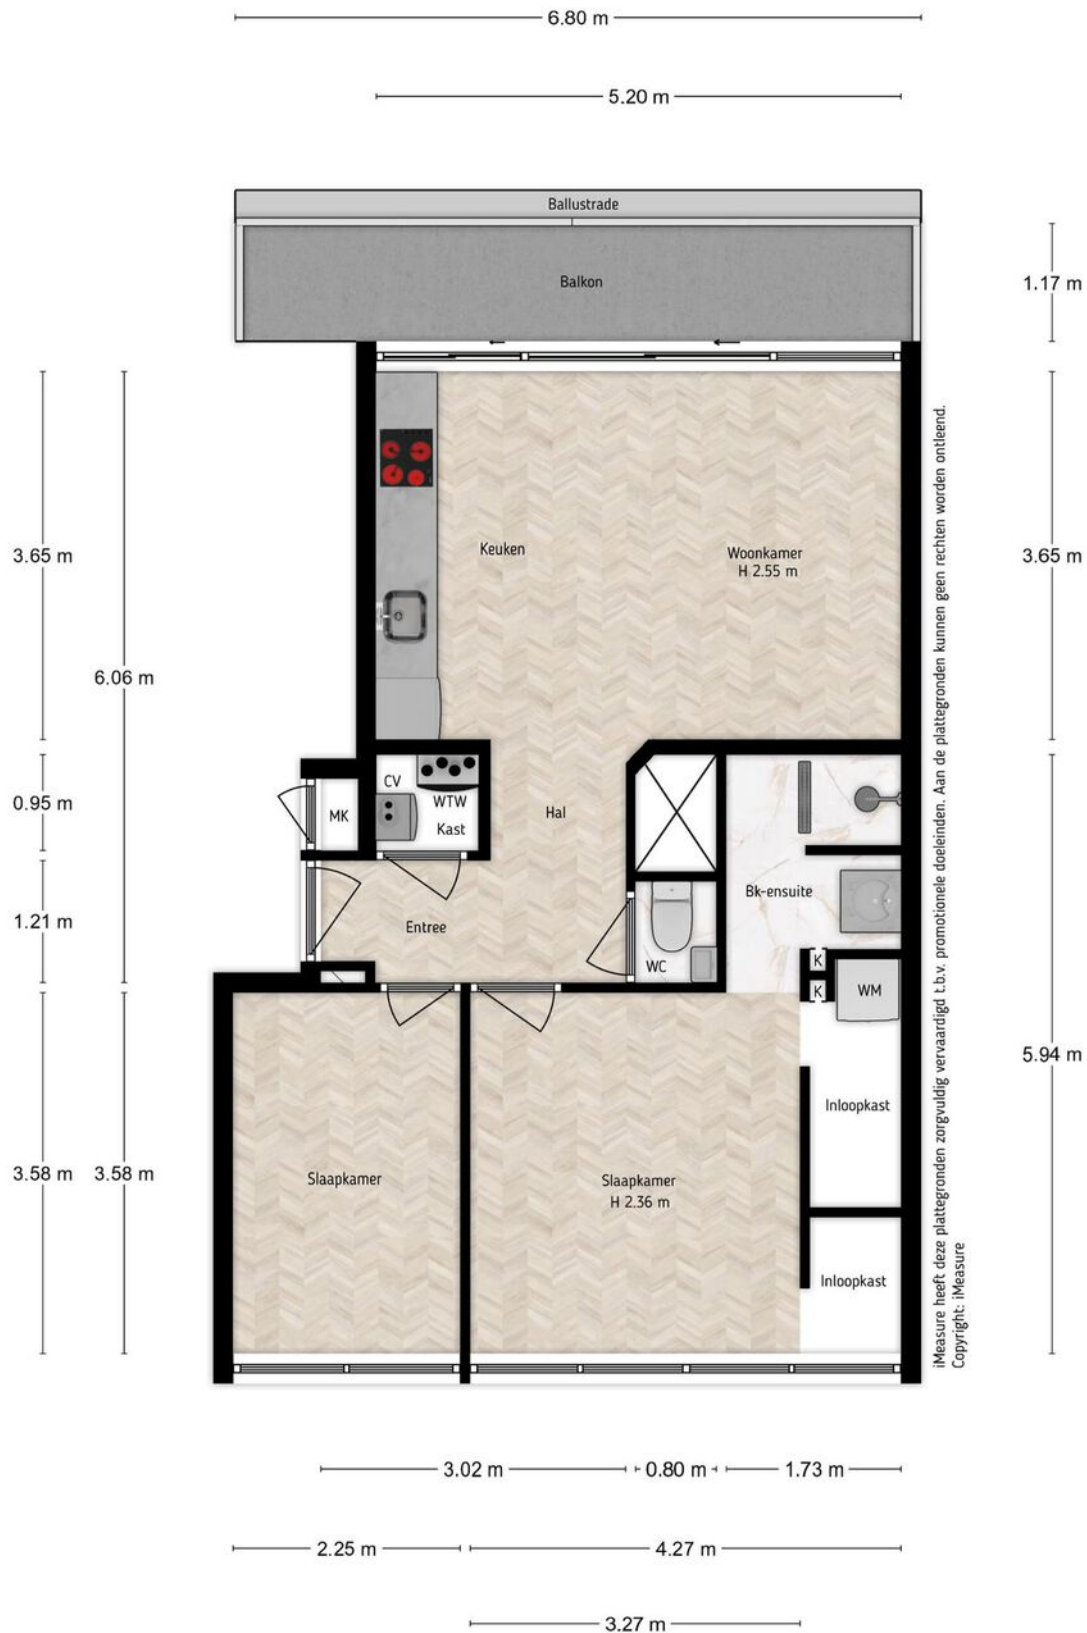 6.80 m
5.20 m
Ballustrade
Balkon
1.17 m
3.65 m
6.06 m
Keuken
Woonkamer
H 2.55 m
3.65 m
0.95 m
MK
CV
WTW
Kast
Hal
1.21 m
Entree
WC
Bk-ensuite
K
K
WM
5.94 m
3.58 m
3.58 m
Slaapkamer
Slaapkamer
H 2.36 m
Inloopkast
Inloopkast
iMeasure heeft deze plattegronden zorgvuldig vervaardigd t.b.v. promotionele doeleinden. Aan de plattegronden kunnen geen rechten worden ontleend.
Copyright: iMeasure
3.02 m
0.80 m
1.73 m
2.25 m
4.27 m
3.27 m